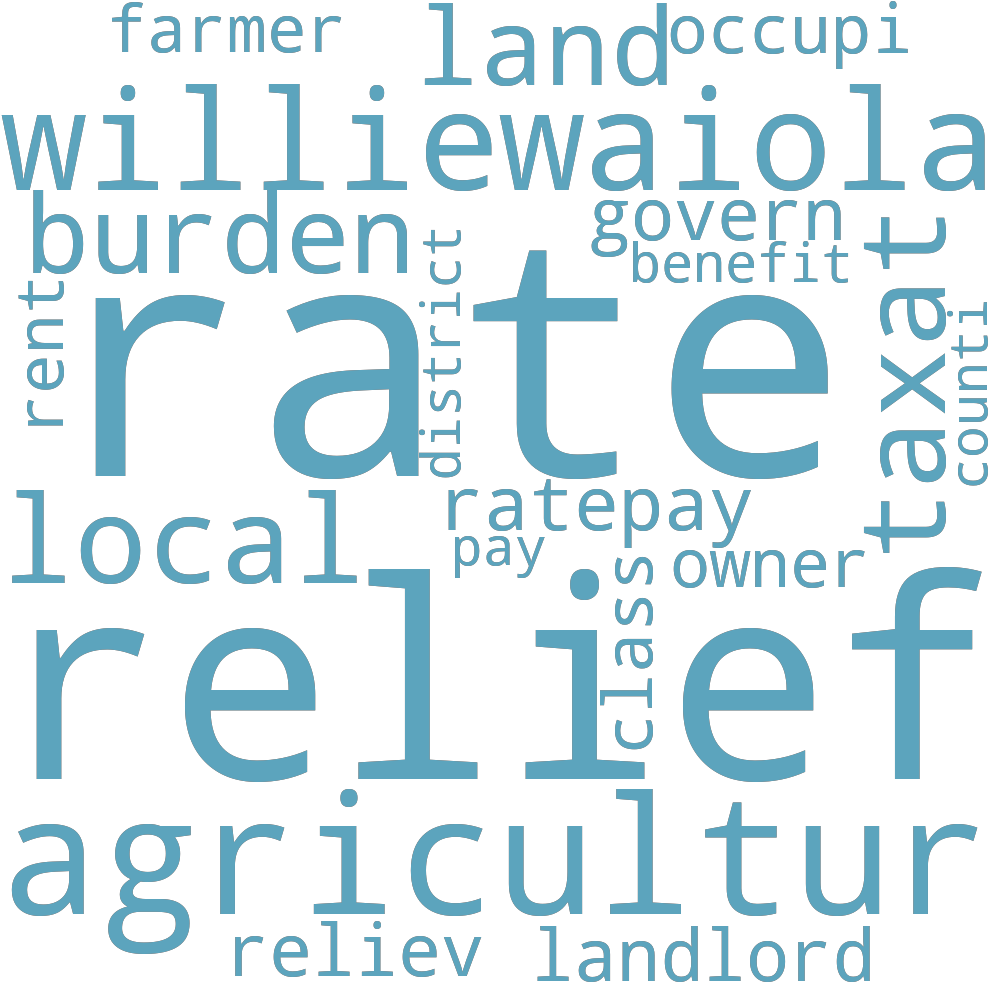 farmer
land
occupi
williewaiola
burden
govern
benefit
taxat
rent
district
rate
counti
local
ratepay
pay
owner
class
relief
agricultur
reliev
landlord